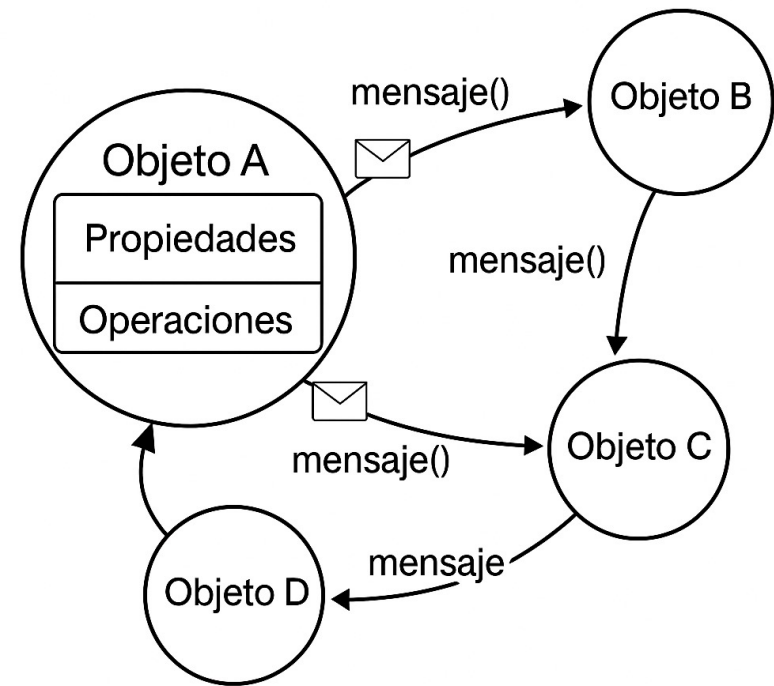 mensaje()
Objeto B
Objeto A
Propiedades
Operaciones
mensaje()
mensaje()
Objeto C
mensaje
Objeto D